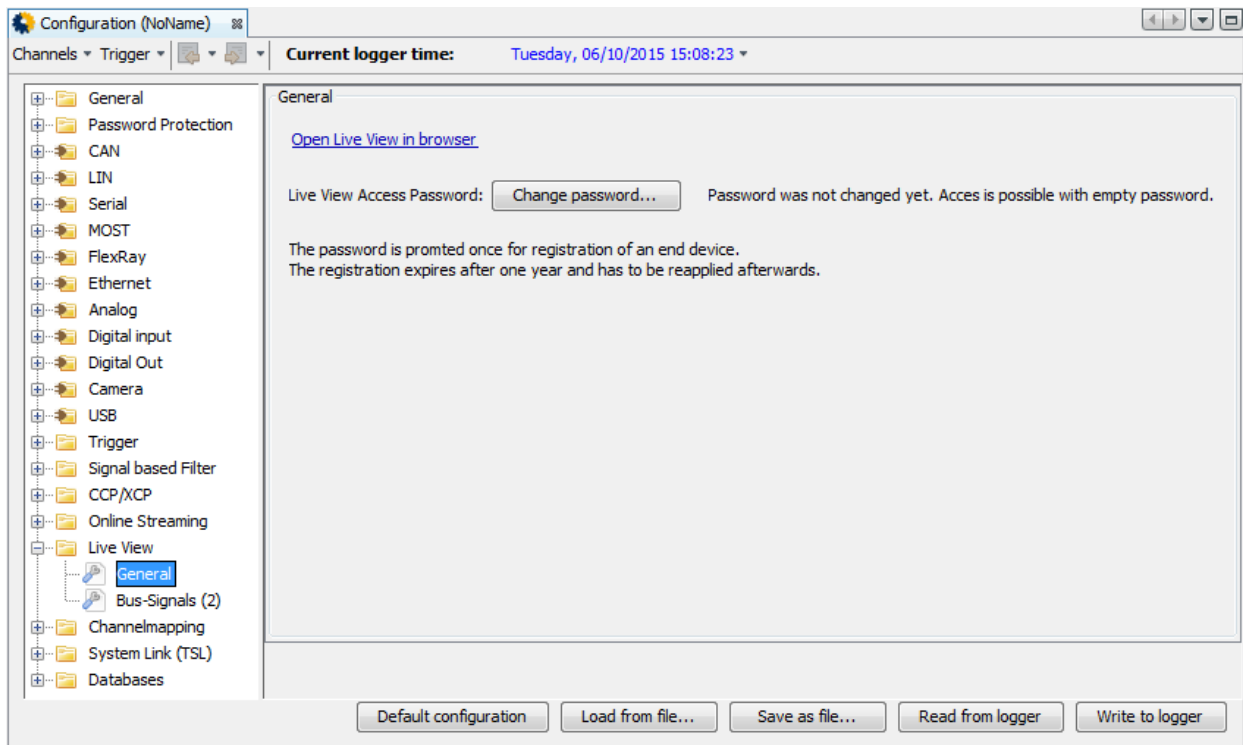 Configuration (NoName)
Channels Trigger Current logger time: Tuesday, 06/10/2015 15:08:23
General
Password Protection
CAN
LIN
Serial
MOST
FlexRay
Ethernet
Analog
Digital input
Digital Out
Camera
USB
Trigger
Signal based Filter
CCP/XCP
Online Streaming
Live View
General
Bus-Signals (2)
Channelmapping
System Link (TSL)
Databases
General
Open Live View in browser
Live View Access Password: Change password... Password was not changed yet. Acces is possible with empty password.
The password is promted once for registration of an end device.
The registration expires after one year and has to be reapplied afterwards.
Default configuration Load from file... Save as file... Read from logger Write to logger